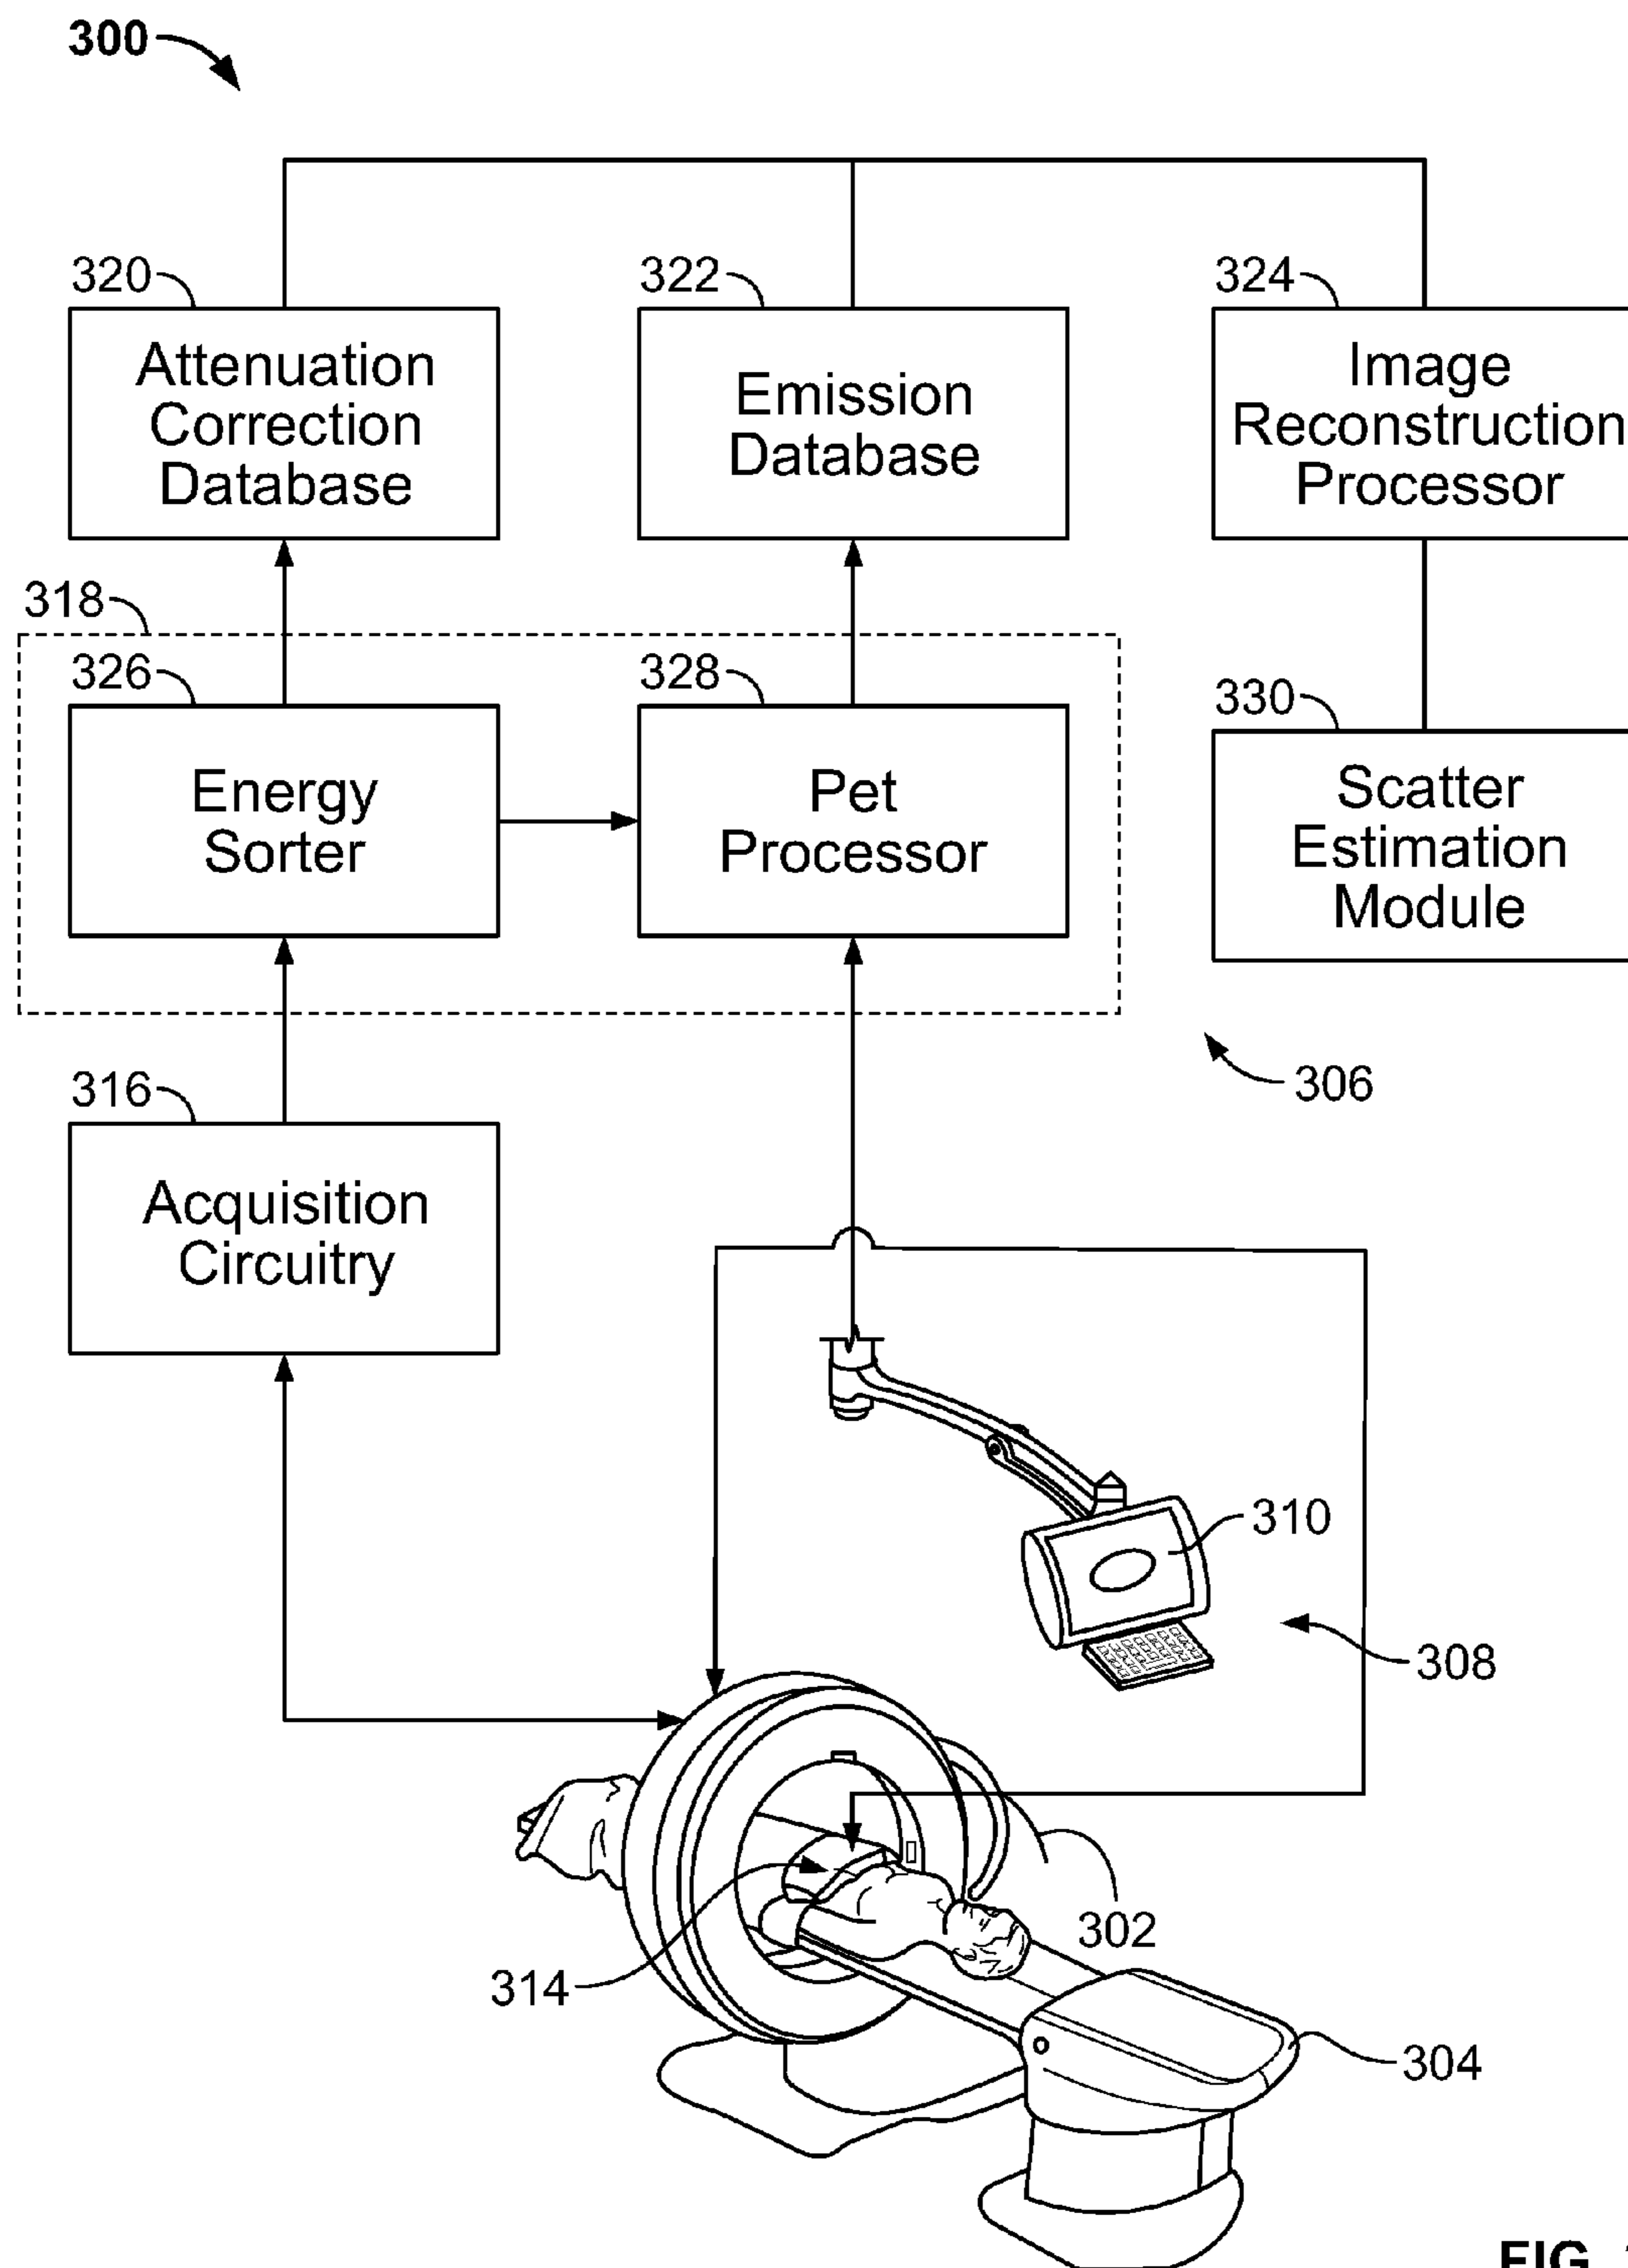 300
320
322
324
Attenuation
Correction
Database
Emission
Database
Image
Reconstruction
Processor
318
326
328
330
Energy
Sorter
Pet
Processor
Scatter
Estimation
Module
306
316
Acquisition
Circuitry
310
308
302
314
304
FIG.